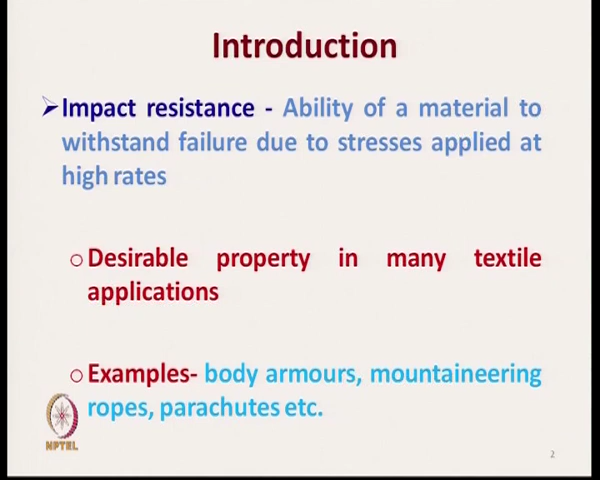 Introduction
➢Impact resistance - Ability of a material to
withstand failure due to stresses applied at
high rates
o Desirable property in many textile
applications
o Examples- body armours, mountaineering
ropes, parachutes etc.
NPTEL
2